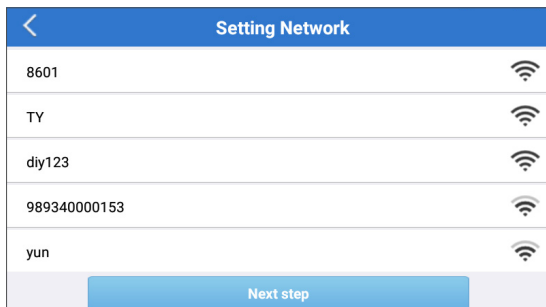 Setting Network
8601
TY
diy123
989340000153
yun
Next step